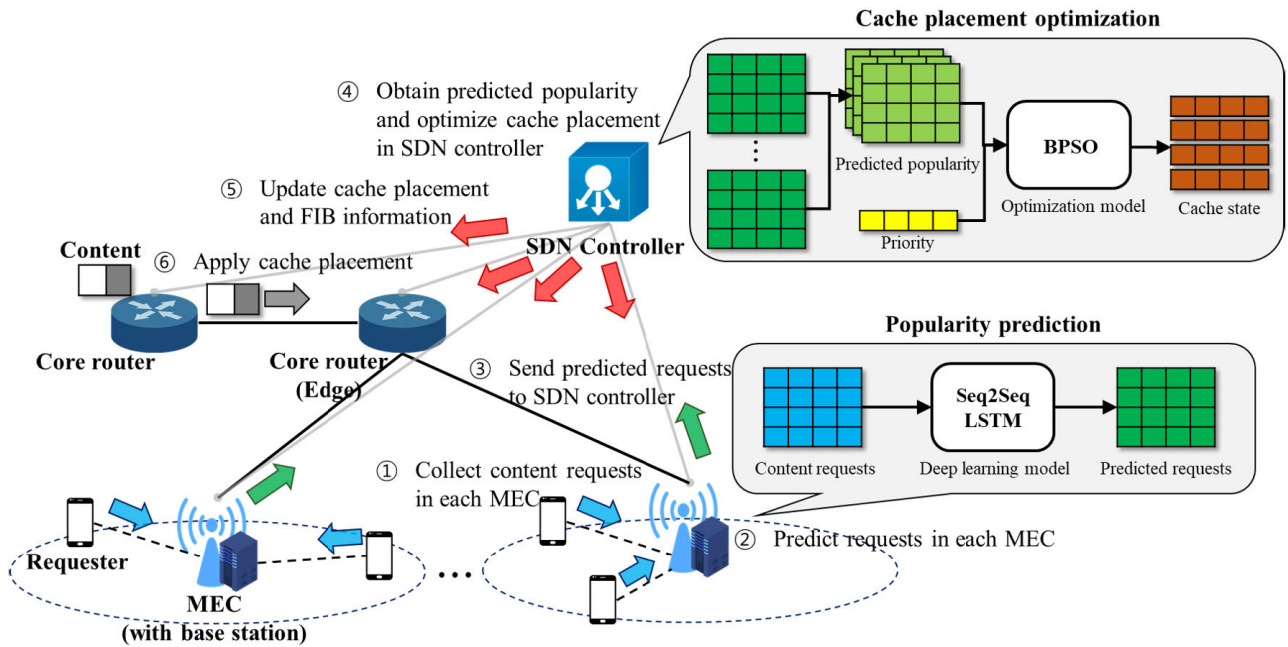 Cache placement optimization
④ Obtain predicted popularity
and optimize cache placement
in SDN controller
Predicted popularity
BPSO
Optimization model
Cache state
Priority
⑤ Update cache placement
and FIB information
SDN Controller
Content
⑥ Apply cache placement
Core router
Core router
(Edge)
③ Send predicted requests
to SDN controller
Popularity prediction
Seq2Seq
LSTM
Content requests
Deep learning model
Predicted requests
① Collect content requests
in each MEC
② Predict requests in each MEC
Requester
MEC
(with base station)